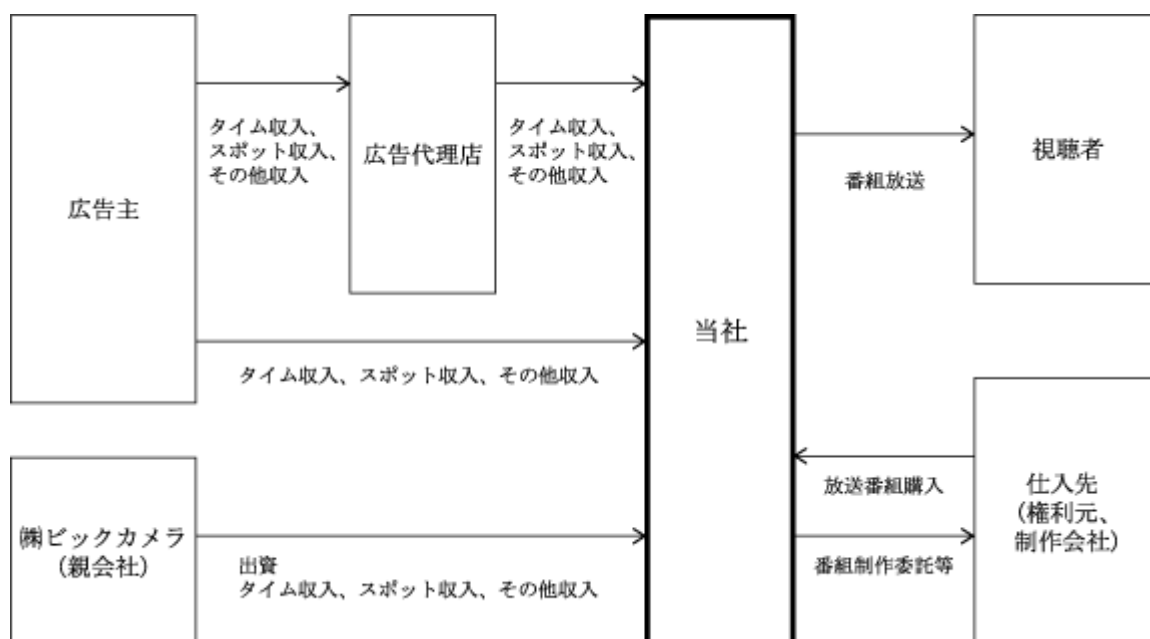 広告主
タイム収入、
スポット収入、
その他収入
広告代理店
タイム収入、
スポット収入、
その他収入
タイム収入、スポット収入、その他収入
㈱ビックカメラ
(親会社)
出資
タイム収入、スポット収入、その他収入
当社
番組放送
視聴者
放送番組購入
番組制作委託等
仕入先
(権利元、
制作会社)